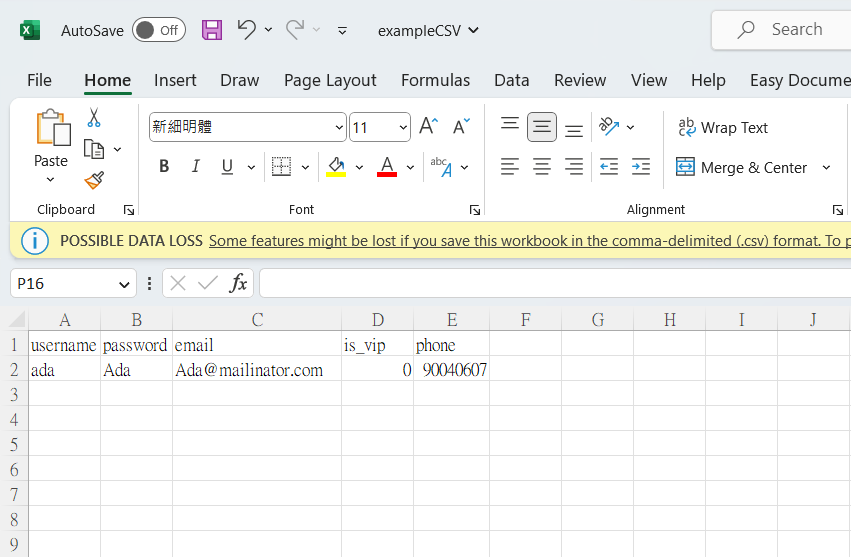 AutoSave Off exampleCSV Search
File Home Insert Draw Page Layout Formulas Data Review View Help Easy Docume
新細明體 11 A A ab Wrap Text
Paste B I U A abc A Merge & Center
Clipboard Font Alignment
POSSIBLE DATA LOSS Some features might be lost if you save this workbook in the comma-delimited (.csv) format. To p
P16 fx
A B C D E F G H I J
1 username password email is_vip phone
2 ada Ada Ada@mailinator.com 0 90040607
3
4
5
6
7
8
9